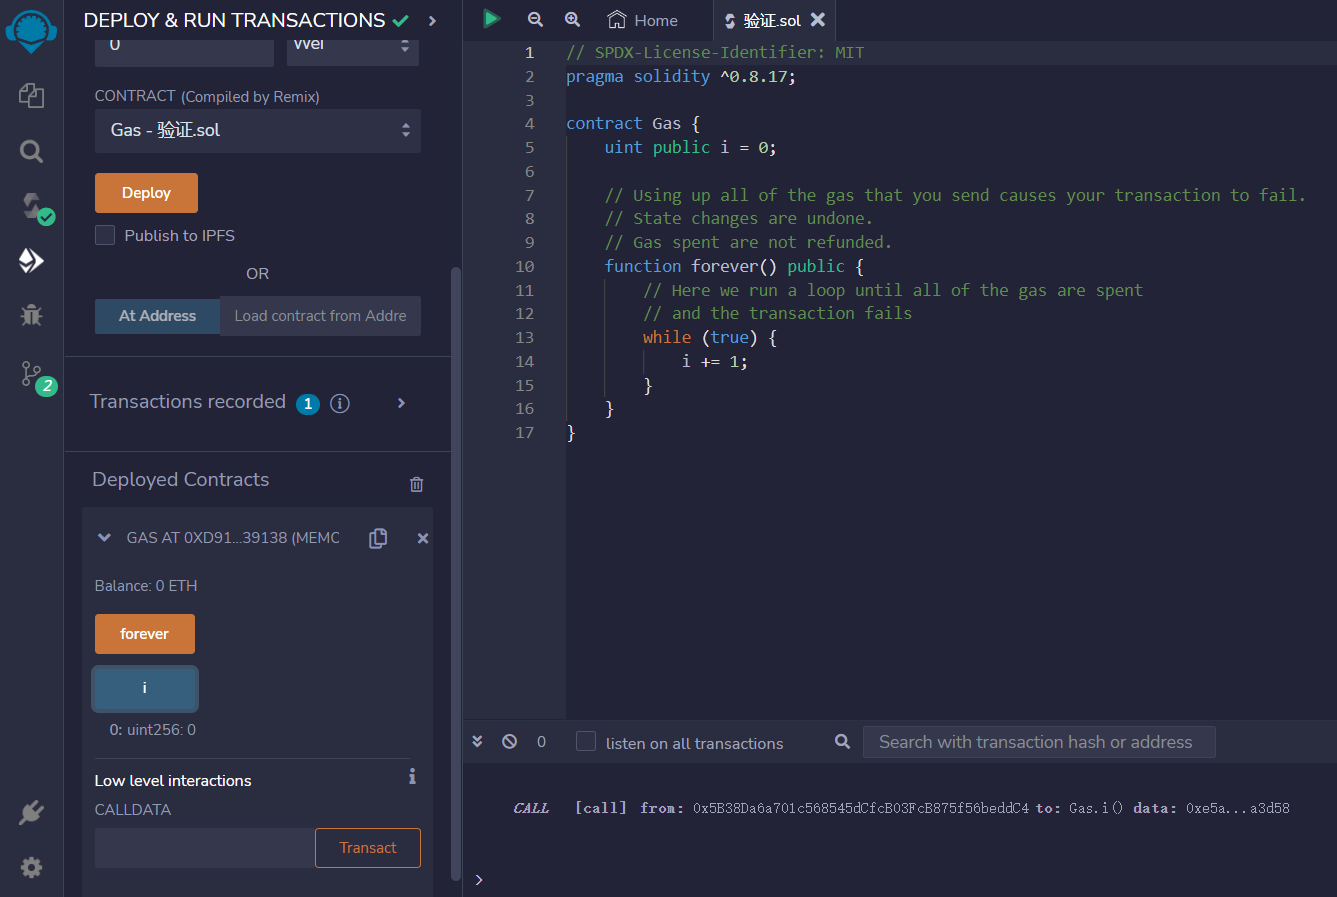 DEPLOY & RUN TRANSACTIONS
0
Wei
CONTRACT (Compiled by Remix)
Gas - 验证.sol
Deploy
Publish to IPFS
OR
At Address
Load contract from Addre
2
Transactions recorded 1 i
Deployed Contracts
GAS AT 0XD91...39138 (MEMC
Balance: 0 ETH
forever
i
0: uint256: 0
Low level interactions
i
CALLDATA
Transact
Home
验证.sol
1 // SPDX-License-Identifier: MIT
2 pragma solidity ^0.8.17;
3
4 contract Gas {
5 uint public i = 0;
6
7 // Using up all of the gas that you send causes your transaction to fail.
8 // State changes are undone.
9 // Gas spent are not refunded.
10 function forever() public {
11 // Here we run a loop until all of the gas are spent
12 // and the transaction fails
13 while (true) {
14 i += 1;
15 }
16 }
17 }
0
listen on all transactions
Search with transaction hash or address
CALL [call] from: 0x5B38Da6a701c568545dCfcB03FcB875f56beddC4 to: Gas.i() data: 0xe5a...a3d58
>